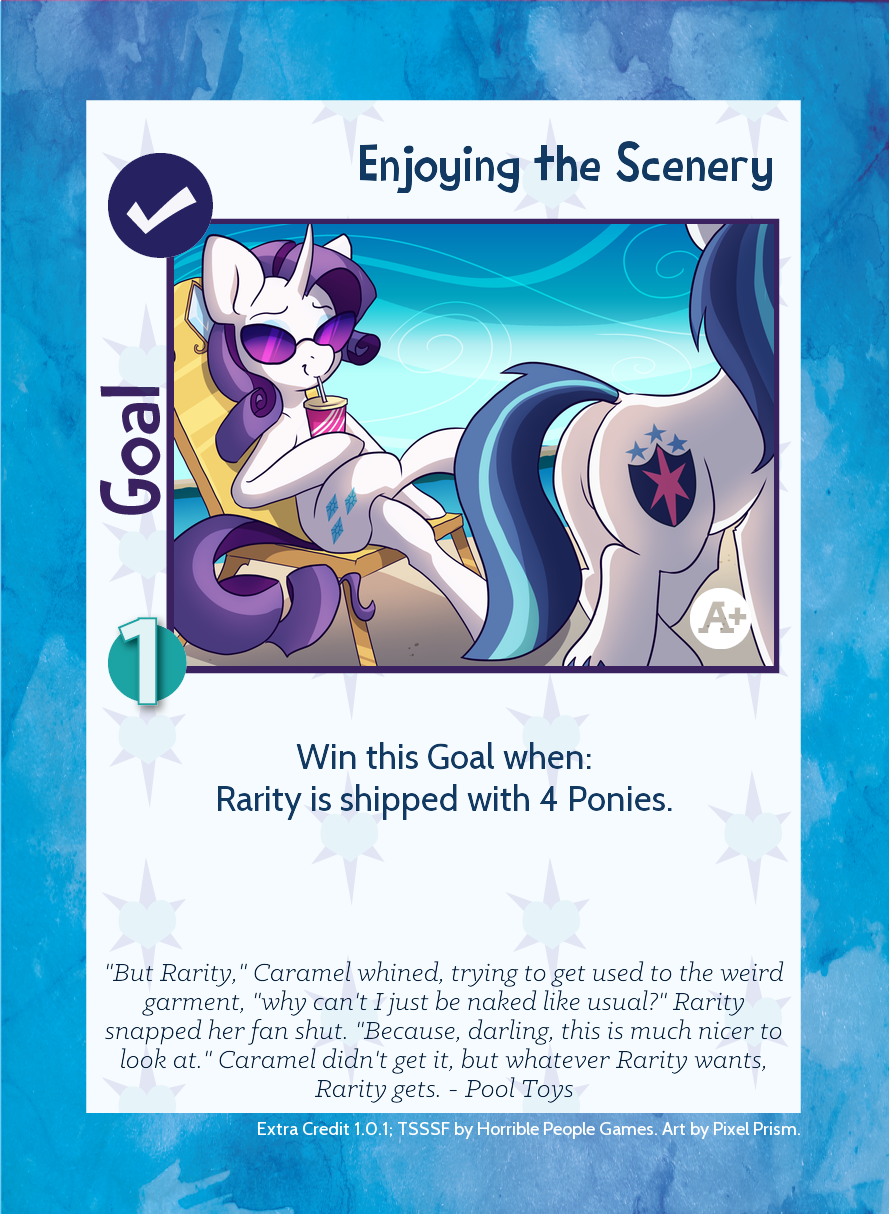 Enjoying the Scenery
Goal
A+
1
Win this Goal when:
Rarity is shipped with 4 Ponies.
"But Rarity," Caramel whined, trying to get used to the weird
garment, "why can't I just be naked like usual?" Rarity
snapped her fan shut. "Because, darling, this is much nicer to
look at." Caramel didn't get it, but whatever Rarity wants,
Rarity gets. - Pool Toys
Extra Credit 1.0.1; TSSSF by Horrible People Games. Art by Pixel Prism.